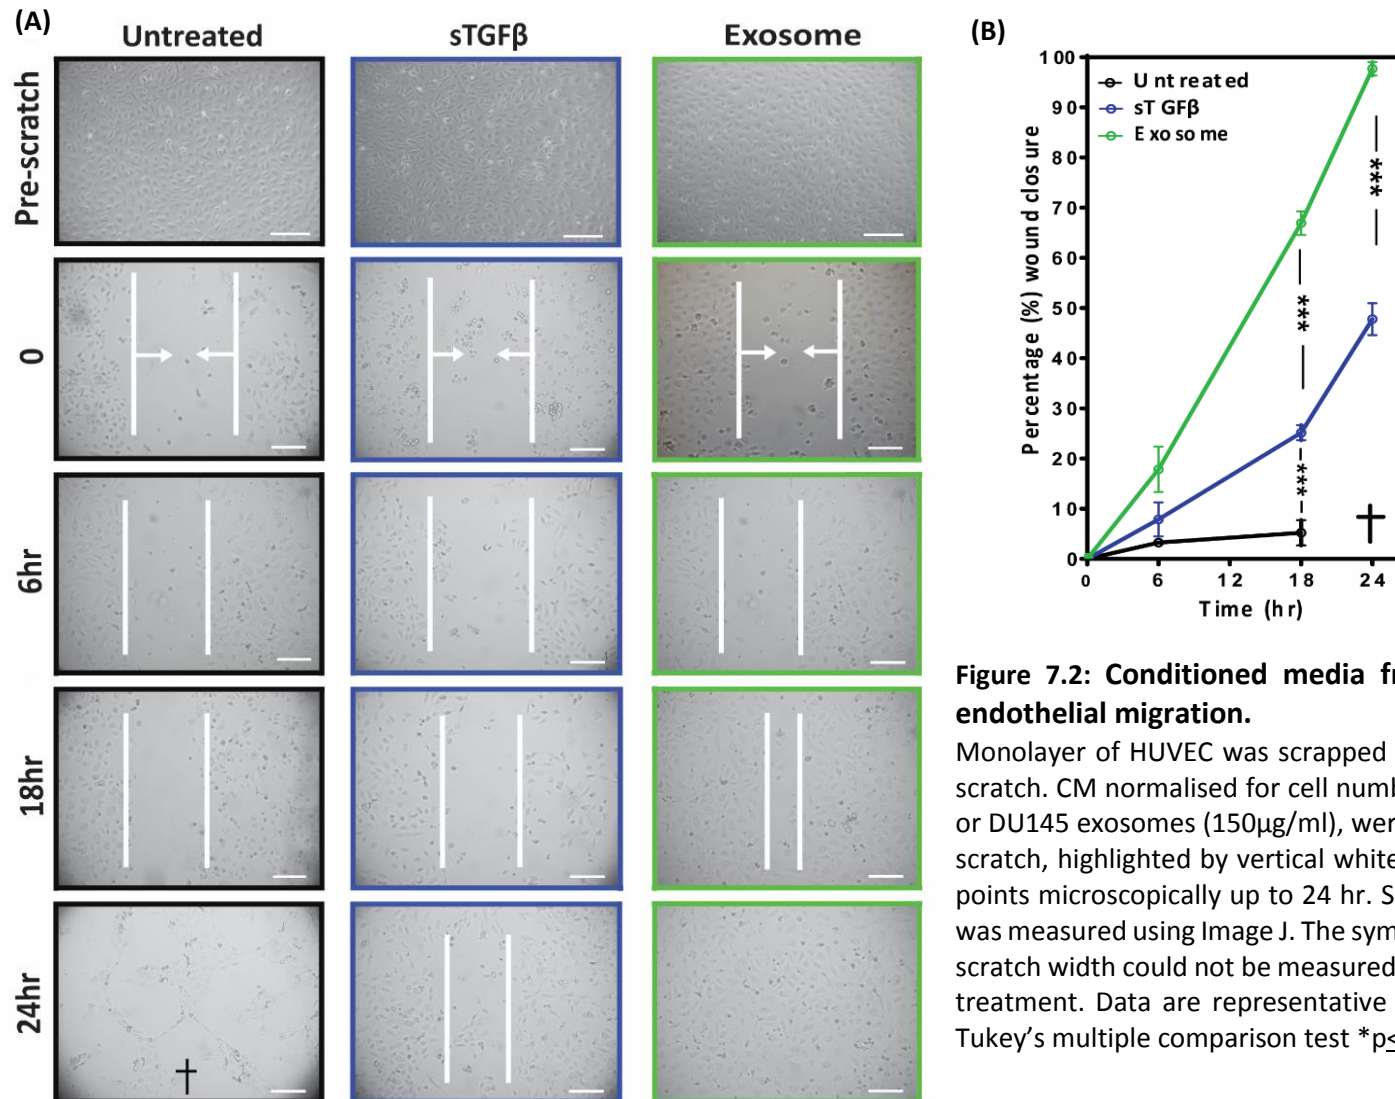 (A)
Untreated sTGFβ Exosome
Pre-scratch
0
6hr
18hr
24hr
†
(B)
Percentage (%) wound closure
100
90
80
70
60
50
40
30
20
10
0
Untreated
sTGFβ
Exosome
***
***
***
†
0 6 12 18 24
Time (hr)
Figure 7.2: Conditioned media
endothelial migration.
Monolayer of HUVEC was scrapped
scratch. CM normalised for cell
or DU145 exosomes (150µg/ml),
scratch, highlighted by vertical white
points microscopically up to 24 hr.
was measured using Image J. The
scratch width could not be measured
treatment. Data are representative
Tukey’s multiple comparison test *p≤